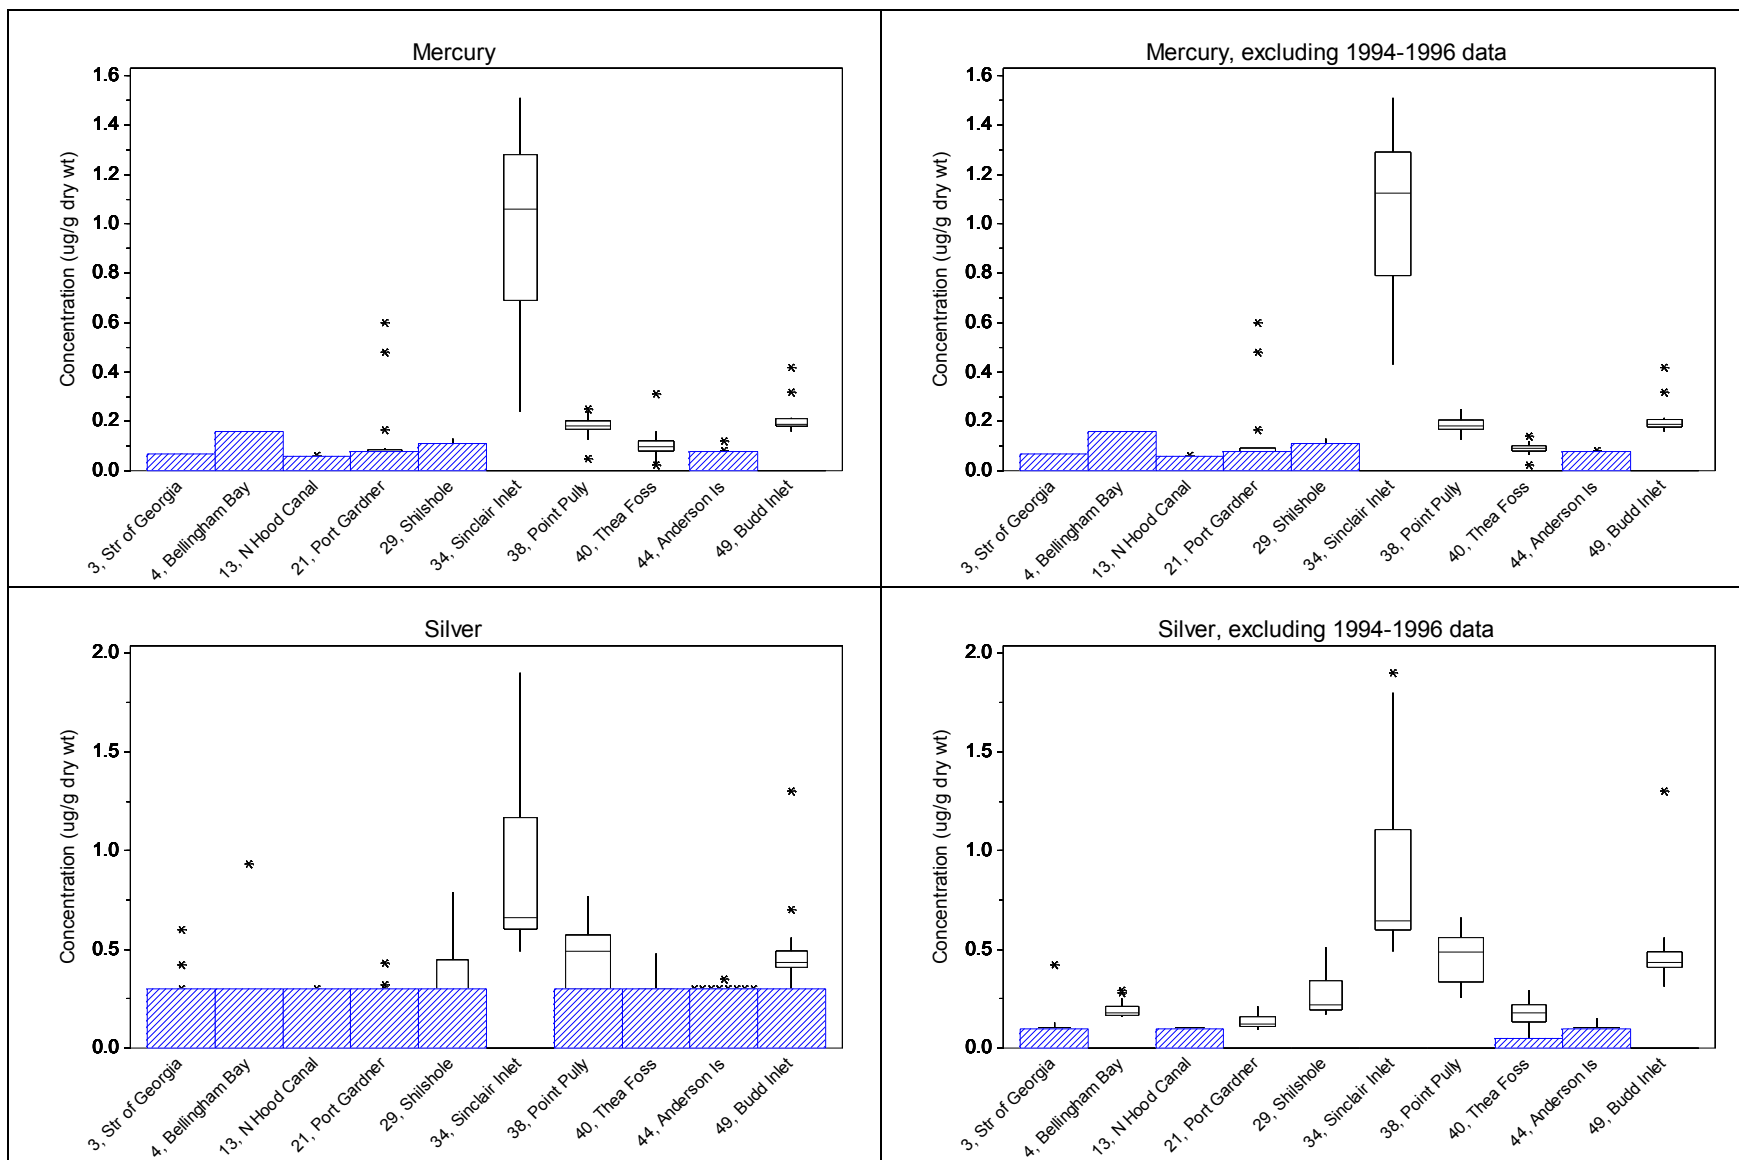 Mercury
1.6
1.4
1.2
1.0
0.8
0.6
0.4
0.2
0.0
Concentration (ug/g dry wt)
3, Str of Georgia
4, Bellingham Bay
13, N Hood Canal
21, Port Gardner
29, Shilshole
34, Sinclair Inlet
38, Point Pully
40, Thea Foss
44, Anderson Is
49, Budd Inlet
Mercury, excluding 1994-1996 data
1.6
1.4
1.2
1.0
0.8
0.6
0.4
0.2
0.0
Concentration (ug/g dry wt)
3, Str of Georgia
4, Bellingham Bay
13, N Hood Canal
21, Port Gardner
29, Shilshole
34, Sinclair Inlet
38, Point Pully
40, Thea Foss
44, Anderson Is
49, Budd Inlet
Silver
2.0
1.5
1.0
0.5
0.0
Concentration (ug/g dry wt)
3, Str of Georgia
4, Bellingham Bay
13, N Hood Canal
21, Port Gardner
29, Shilshole
34, Sinclair Inlet
38, Point Pully
40, Thea Foss
44, Anderson Is
49, Budd Inlet
Silver, excluding 1994-1996 data
2.0
1.5
1.0
0.5
0.0
Concentration (ug/g dry wt)
3, Str of Georgia
4, Bellingham Bay
13, N Hood Canal
21, Port Gardner
29, Shilshole
34, Sinclair Inlet
38, Point Pully
40, Thea Foss
44, Anderson Is
49, Budd Inlet